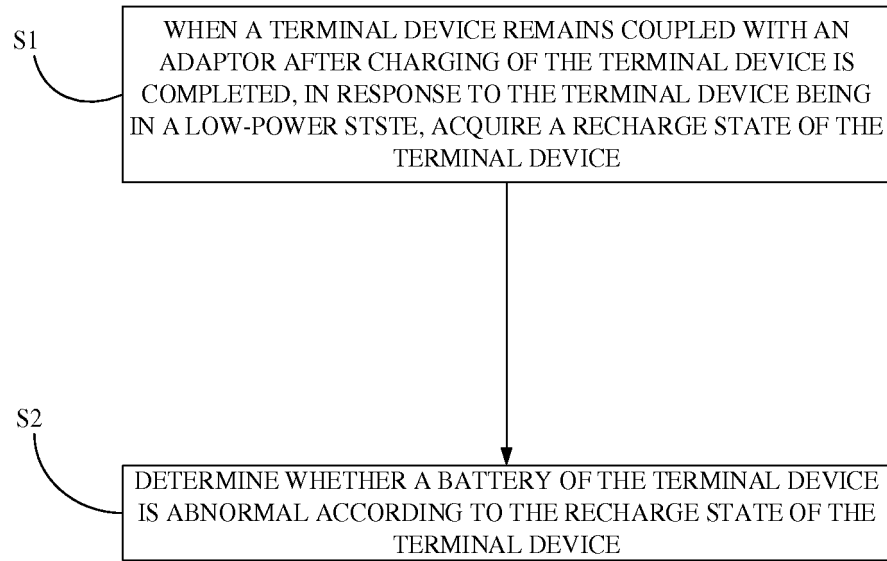 S1
WHEN A TERMINAL DEVICE REMAINS COUPLED WITH AN
ADAPTOR AFTER CHARGING OF THE TERMINAL DEVICE IS
COMPLETED, IN RESPONSE TO THE TERMINAL DEVICE BEING
IN A LOW-POWER STSTE, ACQUIRE A RECHARGE STATE OF THE
TERMINAL DEVICE
S2
DETERMINE WHETHER A BATTERY OF THE TERMINAL DEVICE
IS ABNORMAL ACCORDING TO THE RECHARGE STATE OF THE
TERMINAL DEVICE